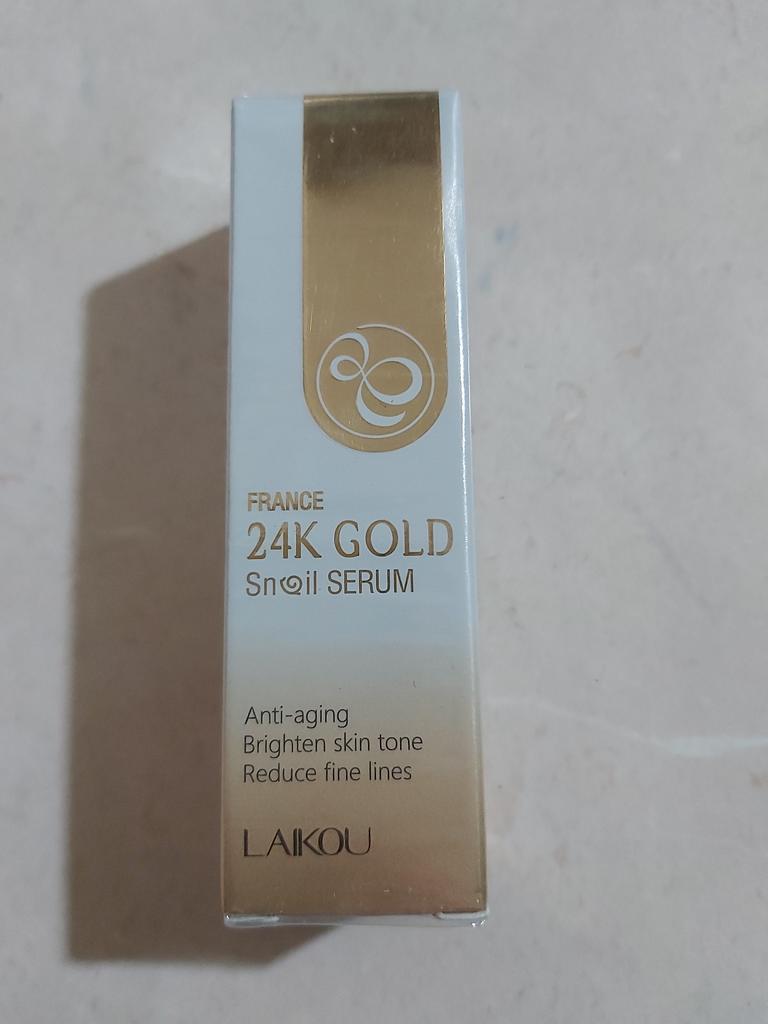 FRANCE
24K GOLD
Snail SERUM
Anti-aging
Brighten skin tone
Reduce fine lines
LAIKOU